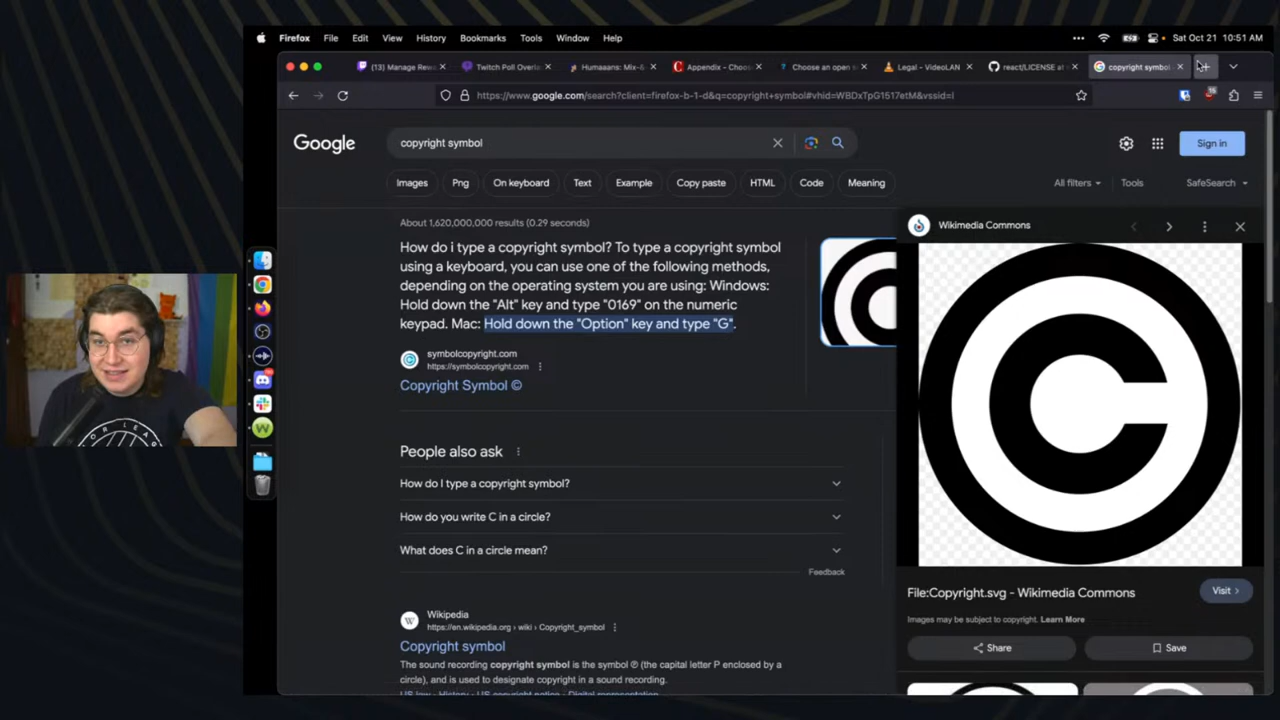 Firefox File Edit View History Bookmarks Tools Window Help
Sat Oct 21 10:51 AM
(13) Manage Rew
Twitch Poll Overla
Humaaans: Mix-&
Appendix - Choos
Choose an open s
Legal - VideoLAN
react/LICENSE at
copyright symbol
https://www.google.com/search?client=firefox-b-1-d&q=copyright+symbol#vhid=WBDxTpG1517etM&vssid=l
Google
copyright symbol
Sign in
Images Png On keyboard Text Example Copy paste HTML Code Meaning
All filters Tools SafeSearch
About 1,620,000,000 results (0.29 seconds)
How do i type a copyright symbol? To type a copyright symbol
using a keyboard, you can use one of the following methods,
depending on the operating system you are using: Windows:
Hold down the "Alt" key and type "0169" on the numeric
keypad. Mac: Hold down the "Option" key and type "G".
symbolcopyright.com
https://symbolcopyright.com
Copyright Symbol ©
People also ask
How do I type a copyright symbol?
How do you write C in a circle?
What does C in a circle mean?
Feedback
Wikipedia
https://en.wikipedia.org › wiki › Copyright_symbol
Copyright symbol
The sound recording copyright symbol is the symbol ℗ (the capital letter P enclosed by a
circle), and is used to designate copyright in a sound recording.
US law · History · US copyright notice · Digital representation
Wikimedia Commons
©
File:Copyright.svg - Wikimedia Commons
Visit
Images may be subject to copyright. Learn More
Share
Save